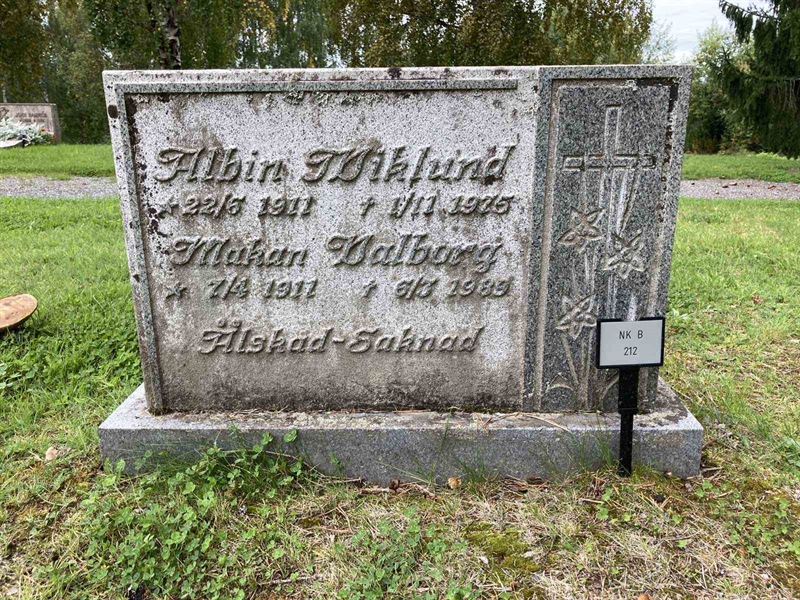 Albin Wiklund
* 22/6 1911 † 1/11 1975
Makan Valborg
* 7/4 1911 † 6/7 1989
Älskad-Saknad
NK B
212